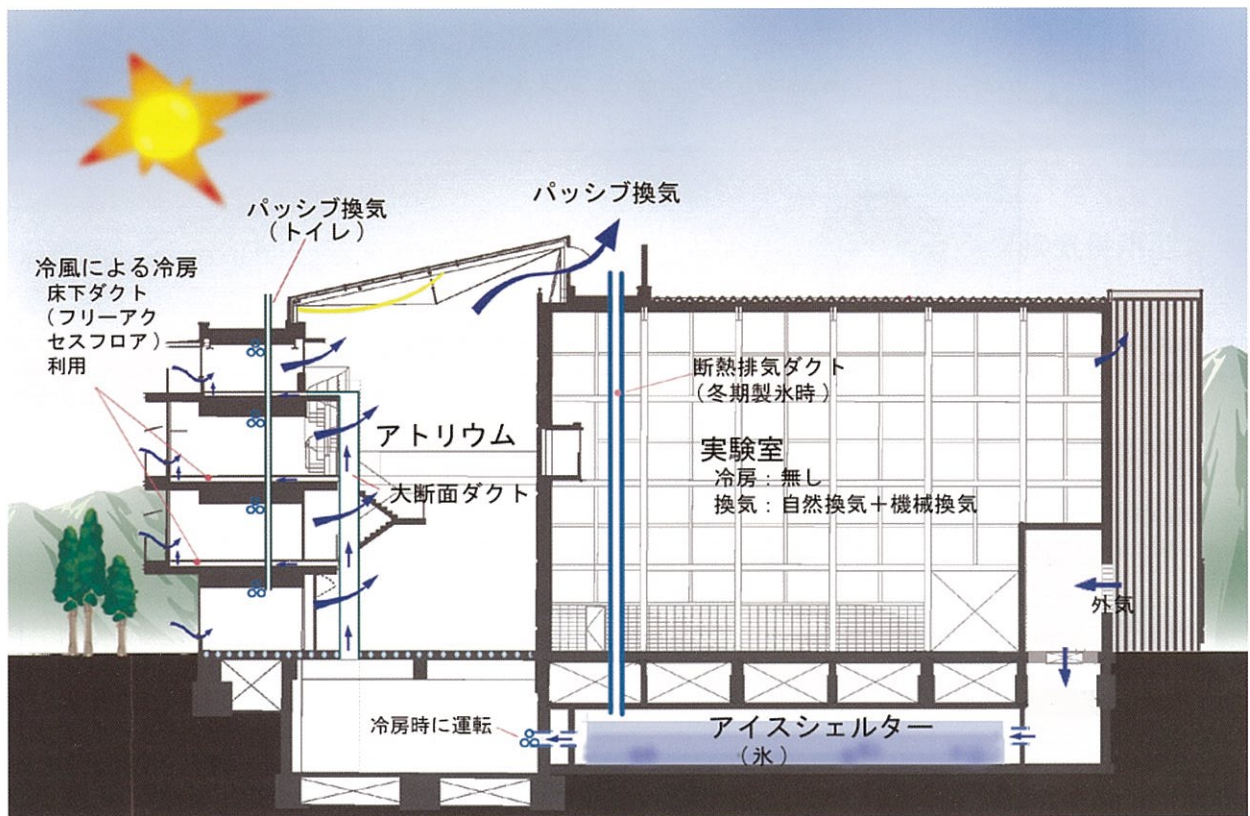 パッシブ換気
（トイレ）
パッシブ換気
冷風による冷房
床下ダクト
（フリーアク
セスフロア）
利用
断熱排気ダクト
（冬期製氷時）
アトリウム
実験室
冷房：無し
換気：自然換気＋機械換気
大断面ダクト
外気
冷房時に運転
アイスシェルター
（氷）